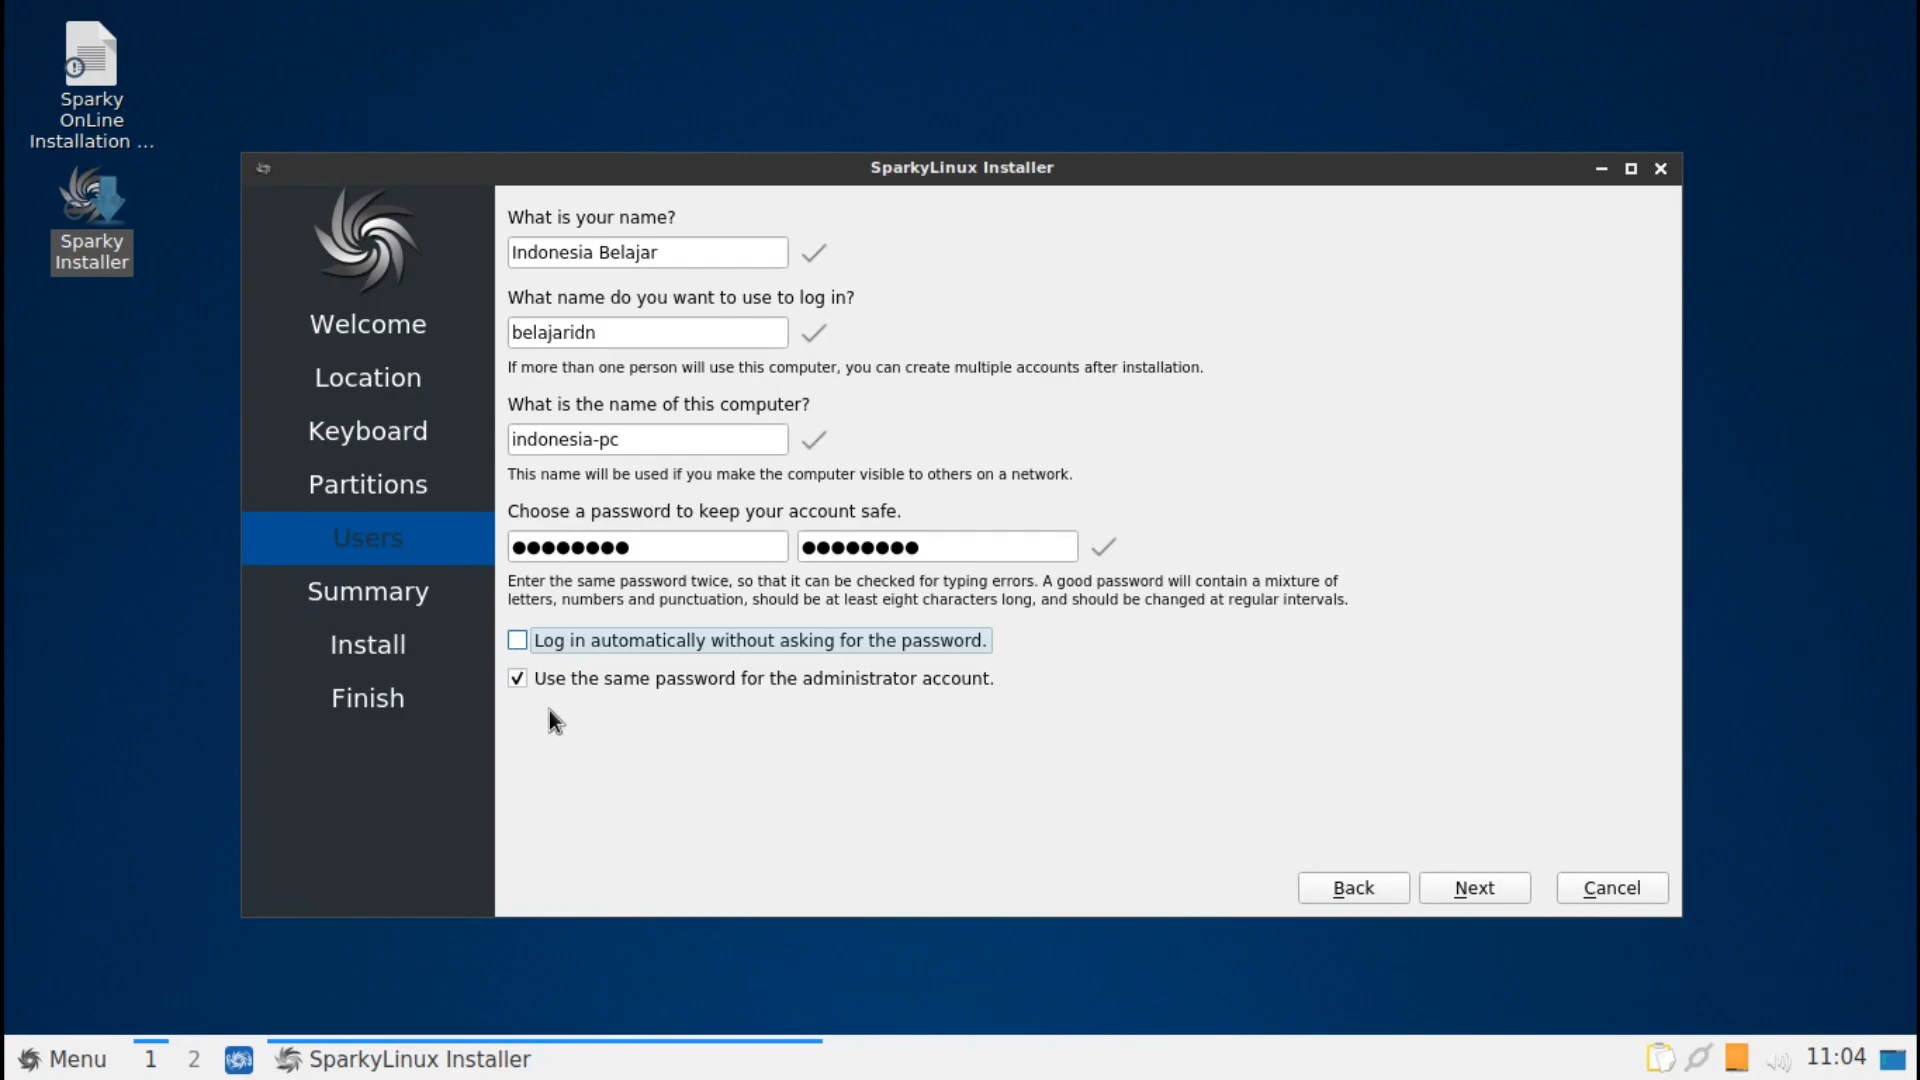 Sparky
OnLine
Installation ...
Sparky
Installer
SparkyLinux Installer
Welcome
Location
Keyboard
Partitions
Users
Summary
Install
Finish
What is your name?
Indonesia Belajar
What name do you want to use to log in?
belajaridn
If more than one person will use this computer, you can create multiple accounts after installation.
What is the name of this computer?
indonesia-pc
This name will be used if you make the computer visible to others on a network.
Choose a password to keep your account safe.
●●●●●●●● ●●●●●●●●
Enter the same password twice, so that it can be checked for typing errors. A good password will contain a mixture of
letters, numbers and punctuation, should be at least eight characters long, and should be changed at regular intervals.
Log in automatically without asking for the password.
Use the same password for the administrator account.
Back Next Cancel
Menu 1 2 SparkyLinux Installer 11:04